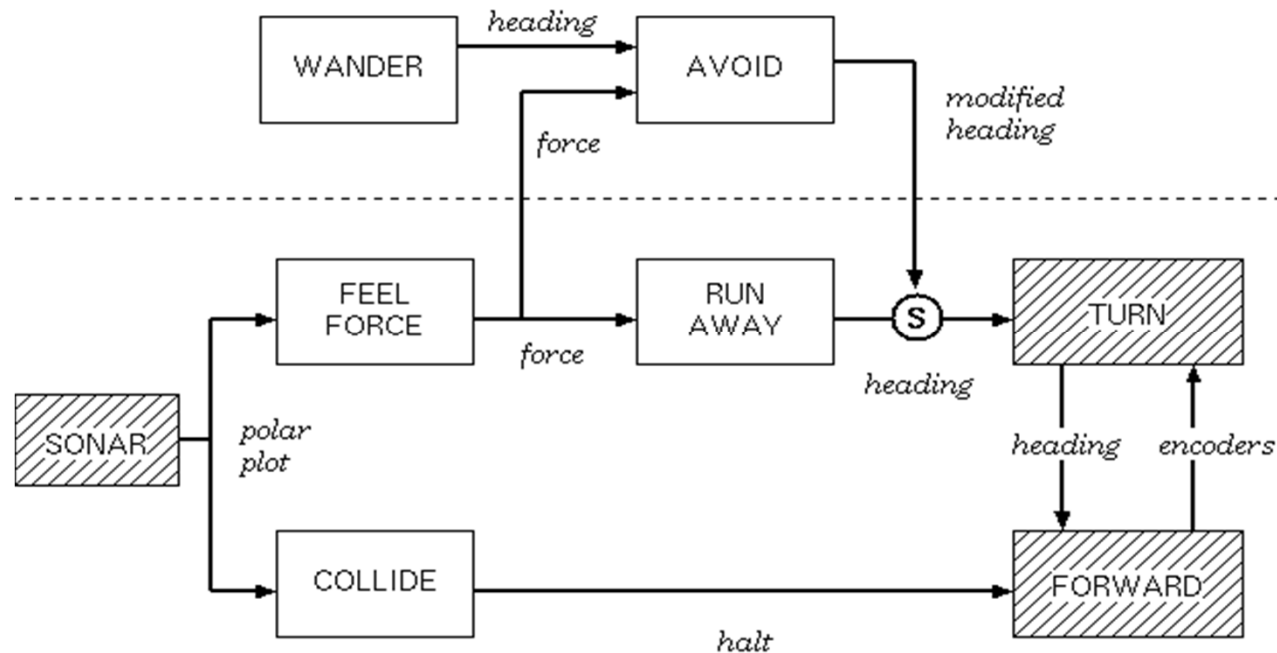 heading
WANDER
AVOID
modified
heading
force
FEEL
FORCE
RUN
AWAY
S
TURN
force
heading
SONAR
polar
plot
heading
encoders
COLLIDE
FORWARD
halt